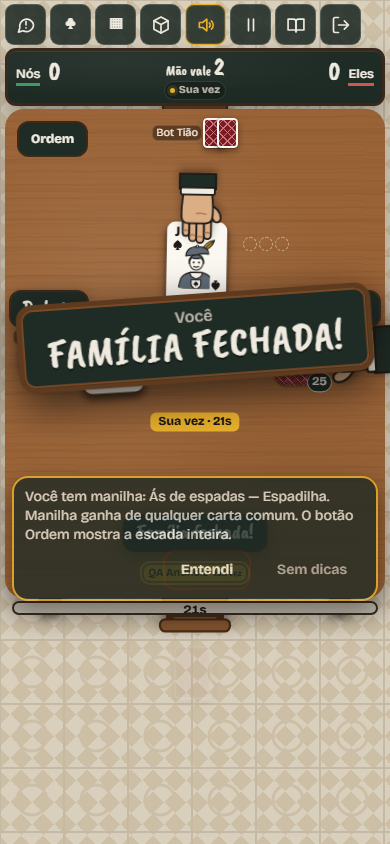 Nós 0
Mão vale 2
0 Eles
Sua vez
Ordem
Bot Tião
J
Você
FAMÍLIA FECHADA!
25
Sua vez · 21s
Você tem manilha: Ás de espadas — Espadilha.
Manilha ganha de qualquer carta comum. O botão
Ordem mostra a escada inteira.
Entendi
Sem dicas
21s